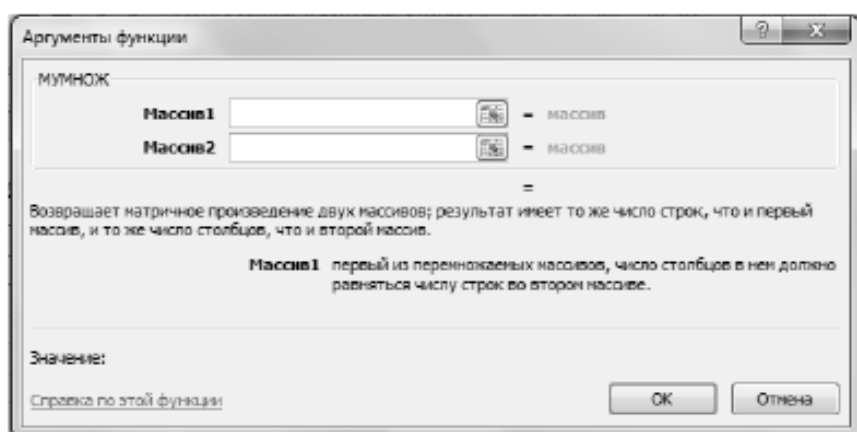 Аргументы функции
МУМНОЖ
Массив1 = массив
Массив2 = массив
=
Возвращает матричное произведение двух массивов; результат имеет то же число строк, что и первый
массив, и то же число столбцов, что и второй массив.
Массив1 первый из перемножаемых массивов, число столбцов в нем должно
равняться числу строк во втором массиве.
Значение:
Справка по этой функции
ОК
Отмена